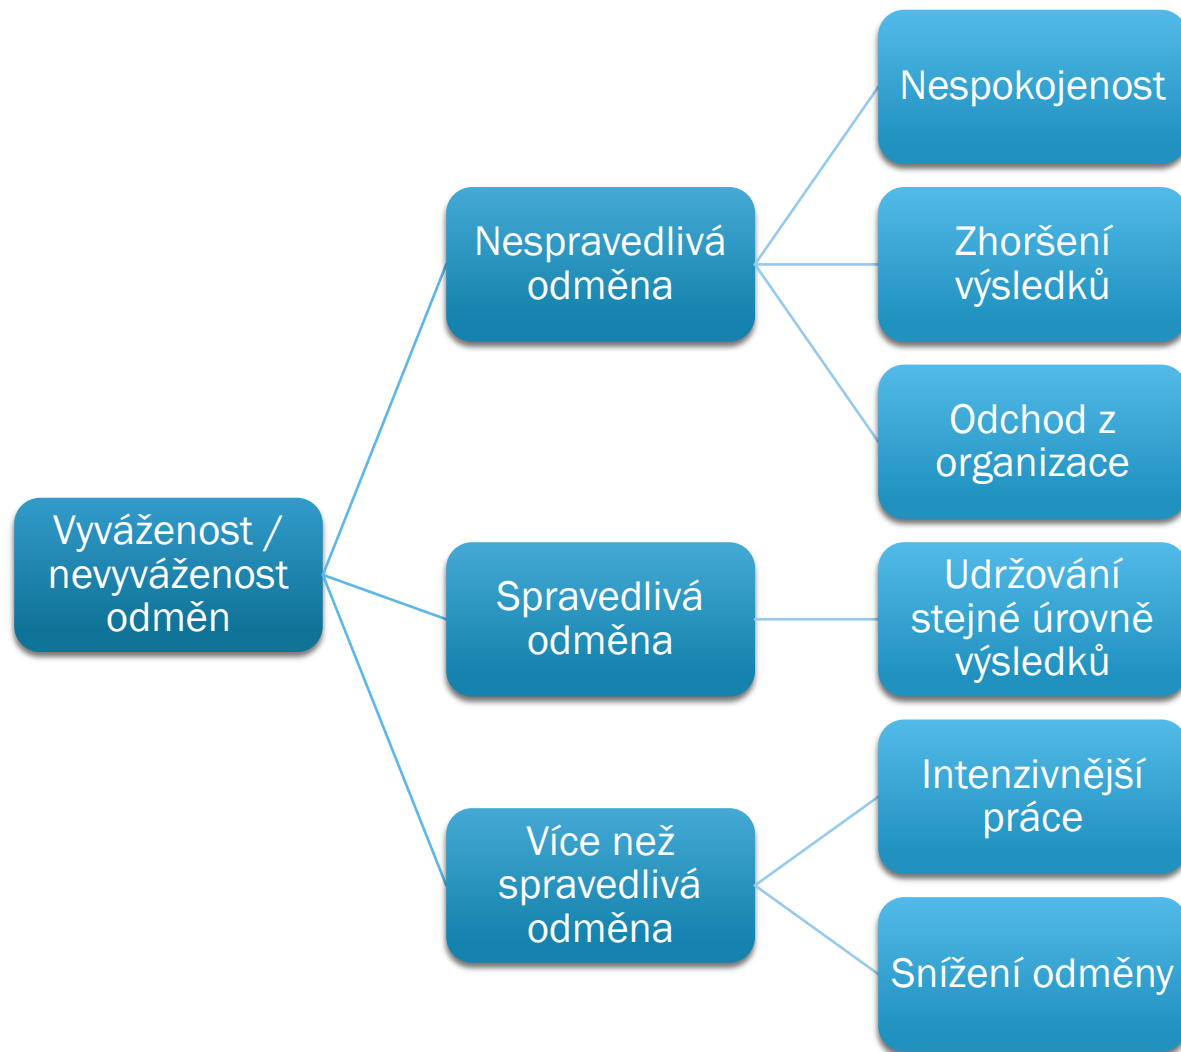 Nespokojenost
Nespravedlivá
odměna
Zhoršení
výsledků
Odchod z
organizace
Vyváženost /
nevyváženost
odměn
Spravedlivá
odměna
Udržování
stejné úrovně
výsledků
Více než
spravedlivá
odměna
Intenzivnější
práce
Snížení odměny